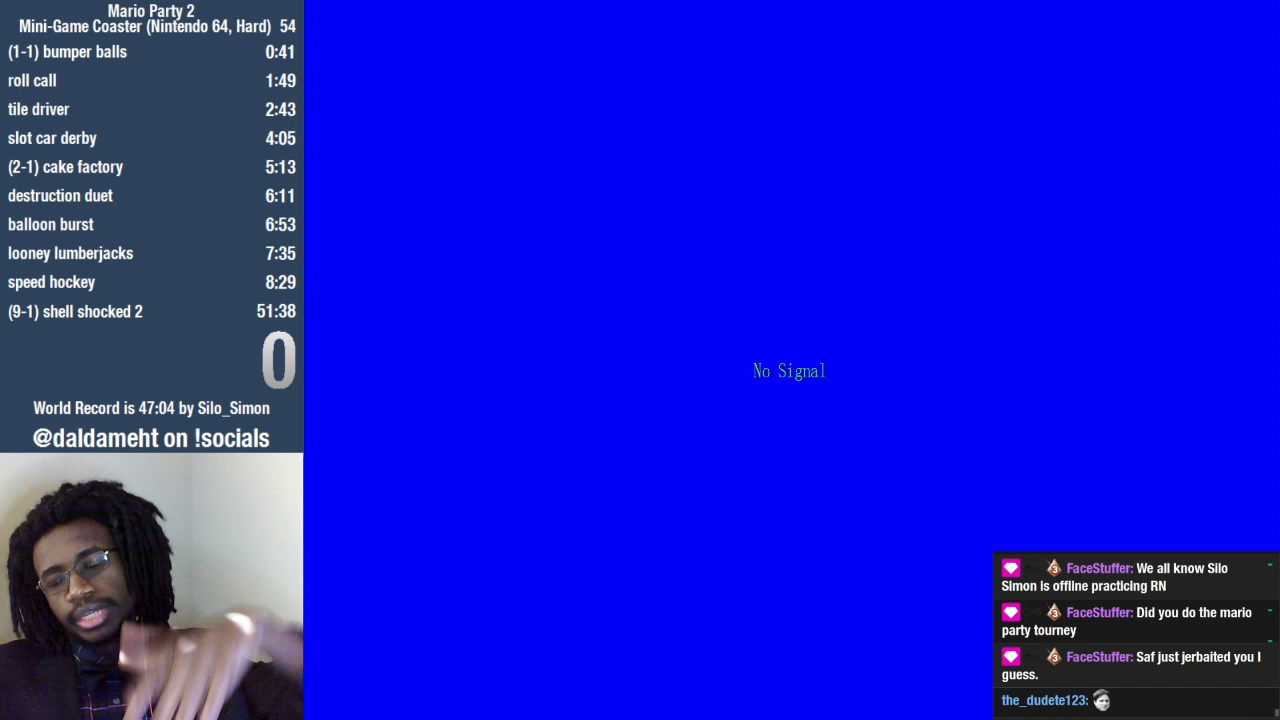 Mario Party 2
Mini-Game Coaster (Nintendo 64, Hard) 54
(1-1) bumper balls 0:41
roll call 1:49
tile driver 2:43
slot car derby 4:05
(2-1) cake factory 5:13
destruction duet 6:11
balloon burst 6:53
looney lumberjacks 7:35
speed hockey 8:29
(9-1) shell shocked 2 51:38
0
World Record is 47:04 by Silo_Simon
@daldameht on !socials
No Signal
3 FaceStuffer: We all know Silo
Simon is offline practicing RN
3 FaceStuffer: Did you do the mario
party tourney
3 FaceStuffer: Saf just jerbaited you I
guess.
the_dudete123: